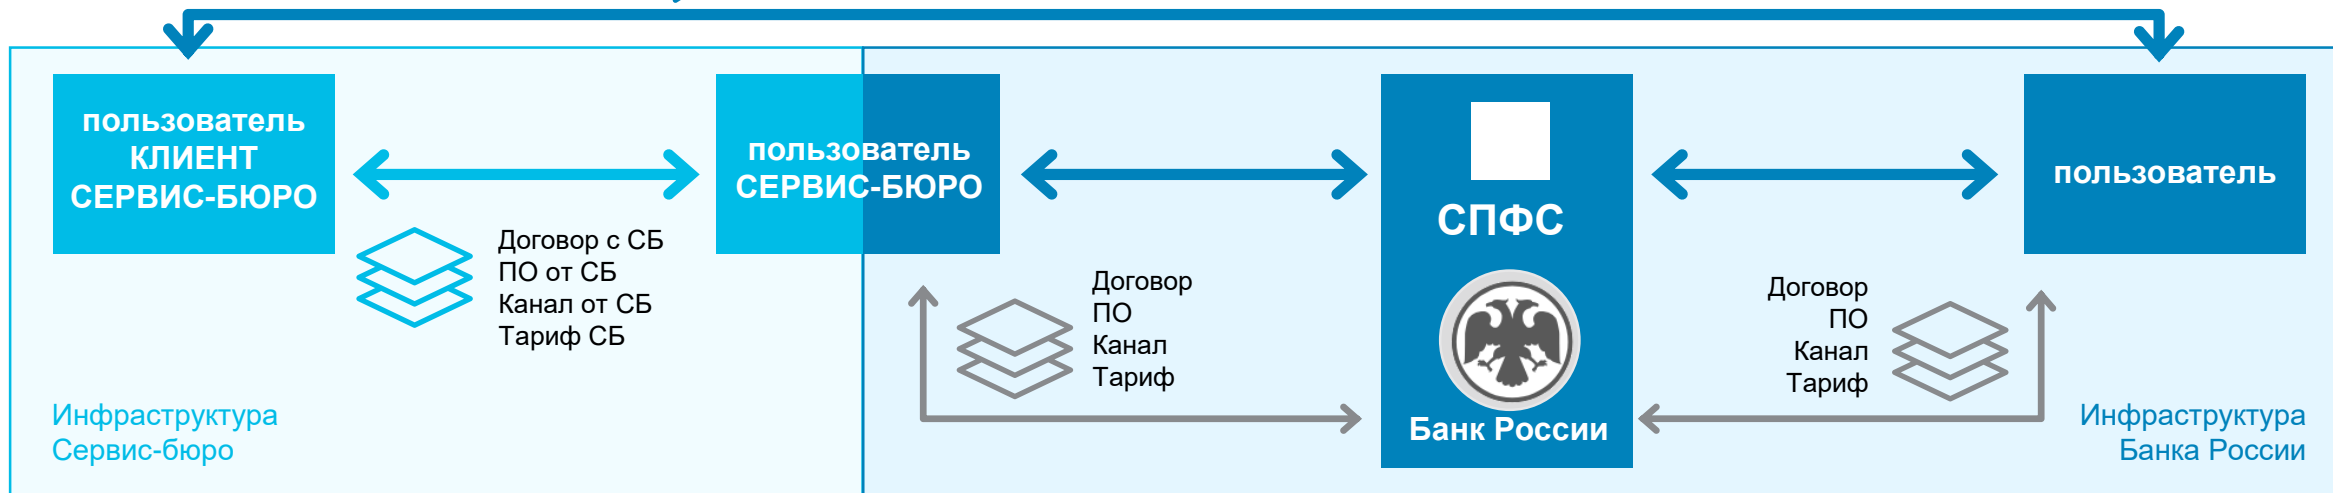 пользователь
КЛИЕНТ
СЕРВИС-БЮРО
Договор с СБ
ПО от СБ
Канал от СБ
Тариф СБ
Инфраструктура
Сервис-бюро
пользователь
СЕРВИС-БЮРО
Договор
ПО
Канал
Тариф
СПФС
Банк России
Договор
ПО
Канал
Тариф
пользователь
Инфраструктура
Банка России